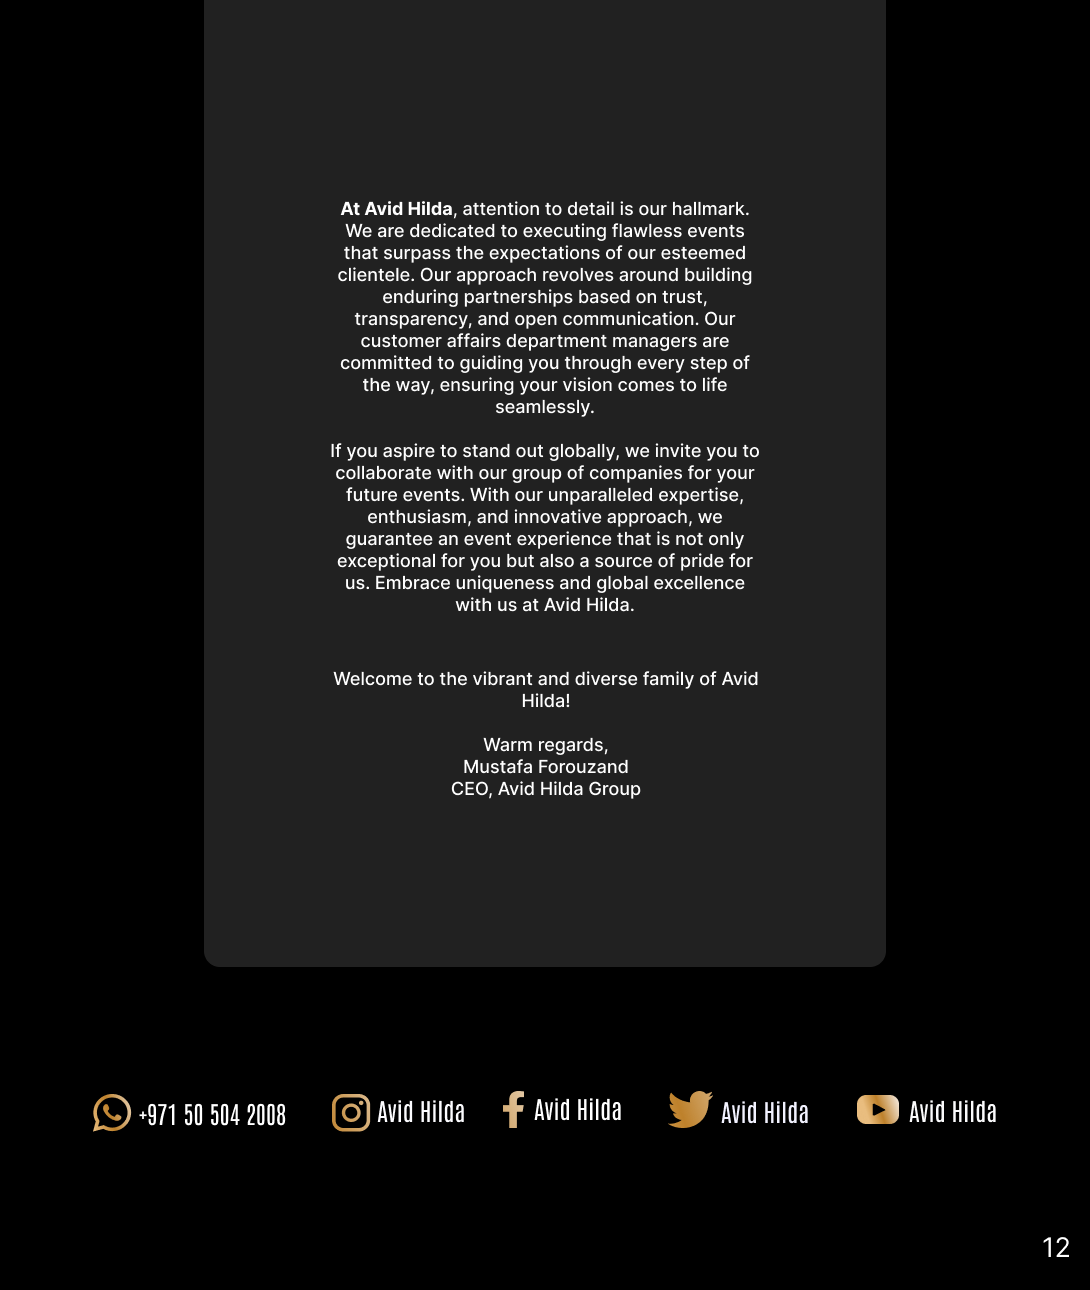 At Avid Hilda, attention to detail is our hallmark.
We are dedicated to executing flawless events
that surpass the expectations of our esteemed
clientele. Our approach revolves around building
enduring partnerships based on trust,
transparency, and open communication. Our
customer affairs department managers are
committed to guiding you through every step of
the way, ensuring your vision comes to life
seamlessly.
If you aspire to stand out globally, we invite you to
collaborate with our group of companies for your
future events. With our unparalleled expertise,
enthusiasm, and innovative approach, we
guarantee an event experience that is not only
exceptional for you but also a source of pride for
us. Embrace uniqueness and global excellence
with us at Avid Hilda.
Welcome to the vibrant and diverse family of Avid
Hilda!
Warm regards,
Mustafa Forouzand
CEO, Avid Hilda Group
+971 50 504 2008
Avid Hilda
Avid Hilda
Avid Hilda
Avid Hilda
12